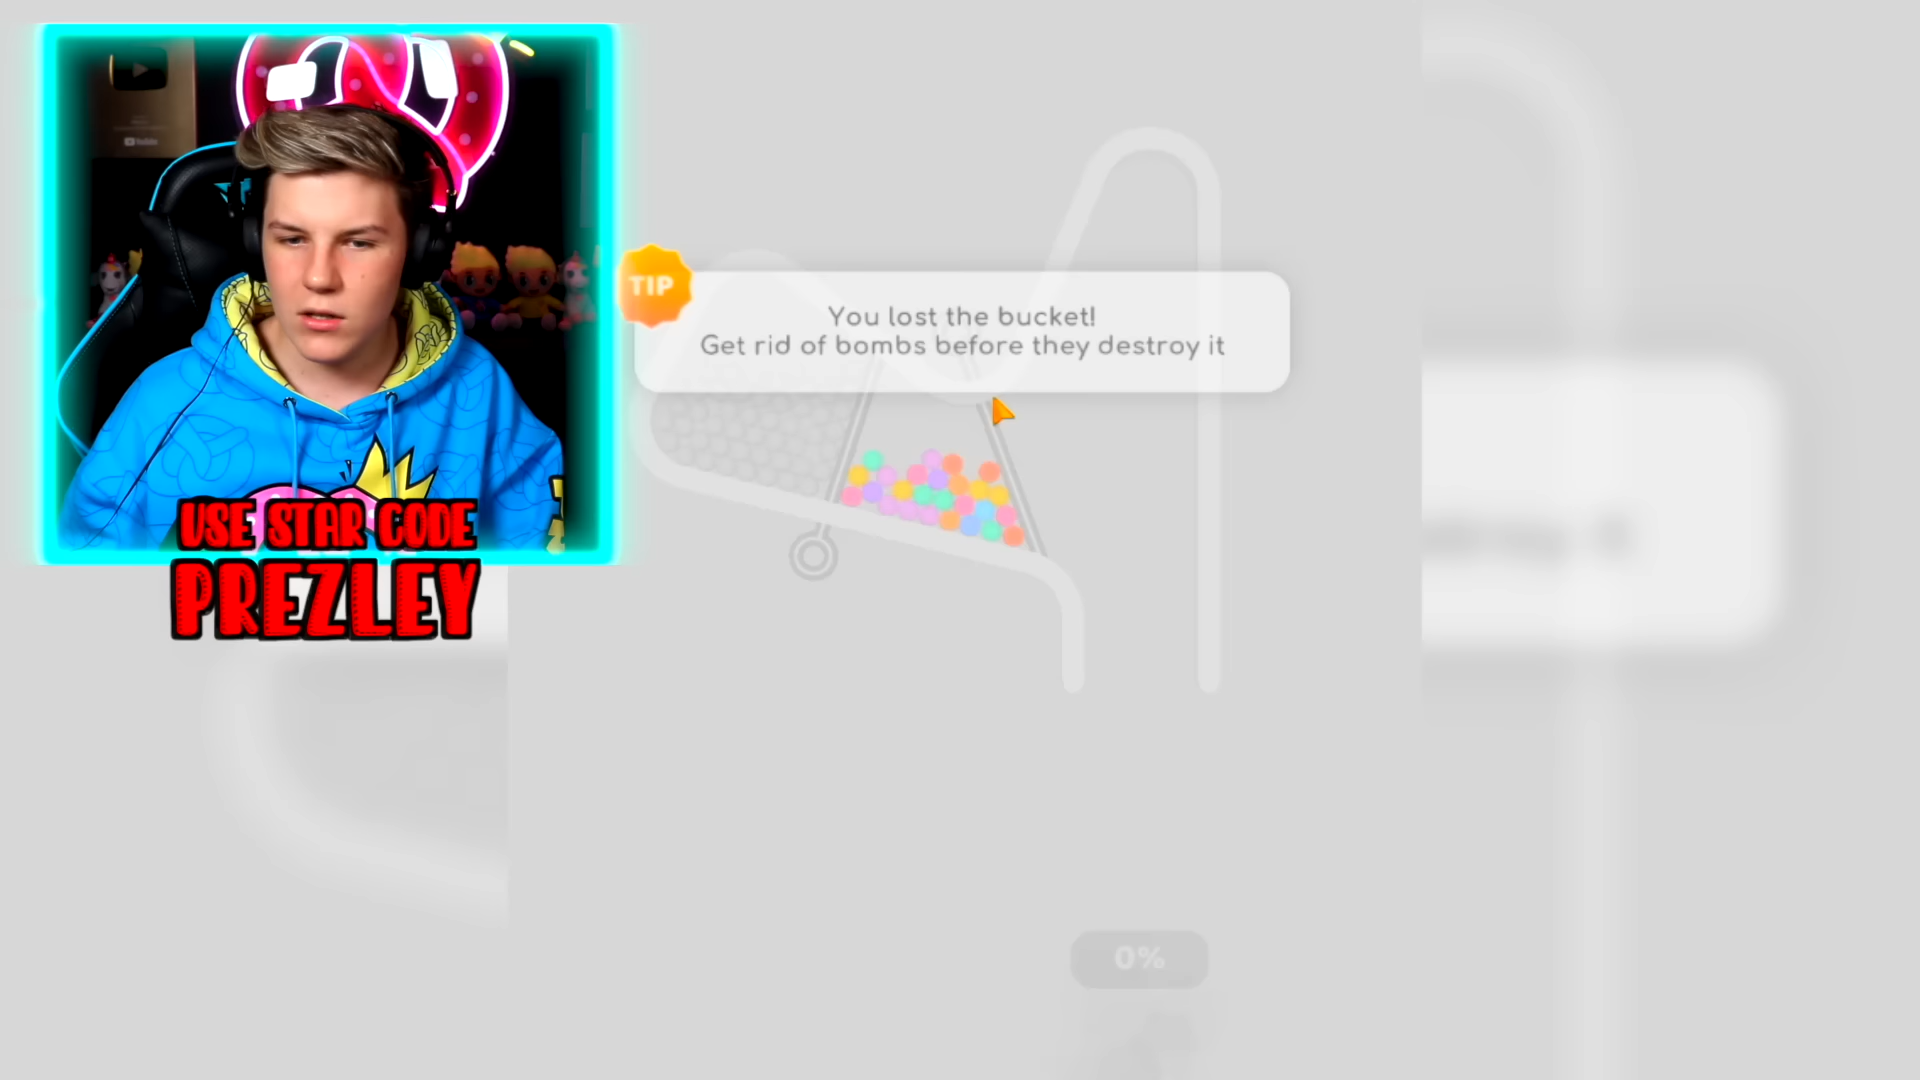 USE STAR CODE
PREZLEY
TIP
You lost the bucket!
Get rid of bombs before they destroy it
0%